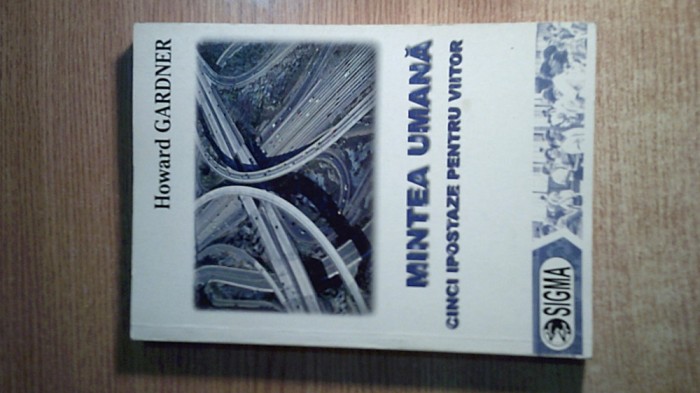 Howard GARDNER
MINTEA UMANĂ
CINCI IPOSTAZE PENTRU VIITOR
SIGMA